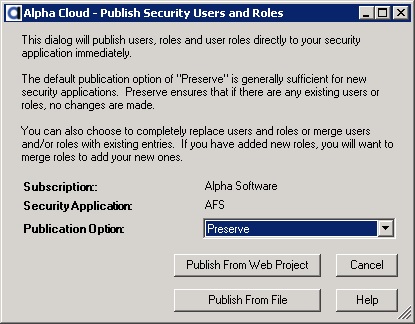 Alpha Cloud - Publish Security Users and Roles
This dialog will publish users, roles and user roles directly to your security
application immediately.
The default publication option of "Preserve" is generally sufficient for new
security applications. Preserve ensures that if there are any existing users or
roles, no changes are made.
You can also choose to completely replace users and roles or merge users
and/or roles with existing entries. If you have added new roles, you will want to
merge roles to add your new ones.
Subscription:: Alpha Software
Security Application: AFS
Publication Option: Preserve
Publish From Web Project Cancel
Publish From File Help